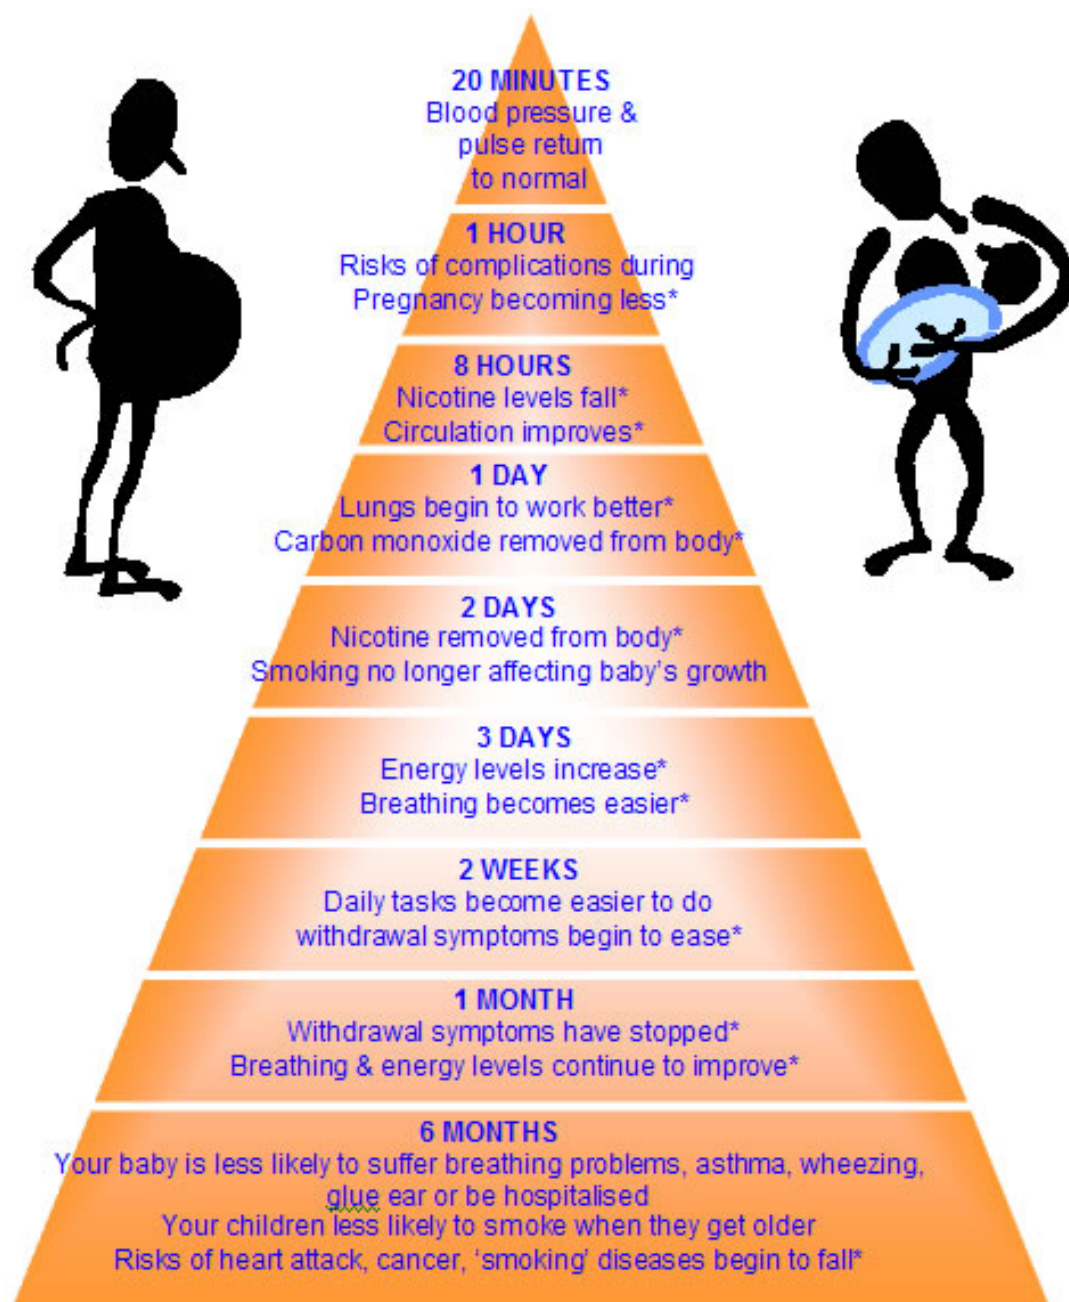 20 MINUTES
Blood pressure &
pulse return
to normal
1 HOUR
Risks of complications during
Pregnancy becoming less*
8 HOURS
Nicotine levels fall*
Circulation improves*
1 DAY
Lungs begin to work better*
Carbon monoxide removed from body*
2 DAYS
Nicotine removed from body*
Smoking no longer affecting baby's growth
3 DAYS
Energy levels increase*
Breathing becomes easier*
2 WEEKS
Daily tasks become easier to do
withdrawal symptoms begin to ease*
1 MONTH
Withdrawal symptoms have stopped*
Breathing & energy levels continue to improve*
6 MONTHS
Your baby is less likely to suffer breathing problems, asthma, wheezing,
glue ear or be hospitalised
Your children less likely to smoke when they get older
Risks of heart attack, cancer, 'smoking' diseases begin to fall*